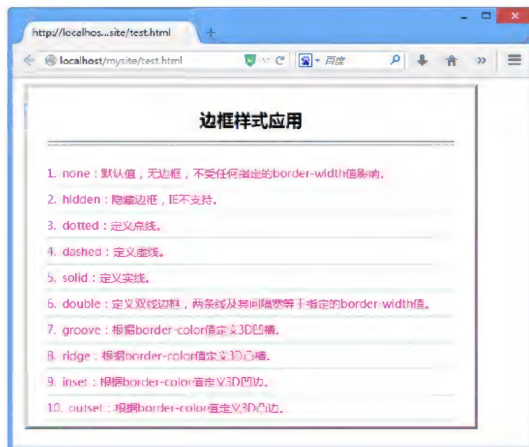 http://localhos...site/test.html
localhost/mysite/test.html
百度
边框样式应用
1. none：默认值，无边框，不受任何指定的border-width值影响。
2. hidden：隐藏边框，IE不支持。
3. dotted：定义点线。
4. dashed：定义虚线。
5. solid：定义实线。
6. double：定义双线边框，两条线及其间隔宽等于指定的border-width值。
7. groove：根据border-color值定义3D凹槽。
8. ridge：根据border-color值定义3D凸槽。
9. inset：根据border-color值定义3D凹边。
10. outset：根据border-color值定义3D凸边。